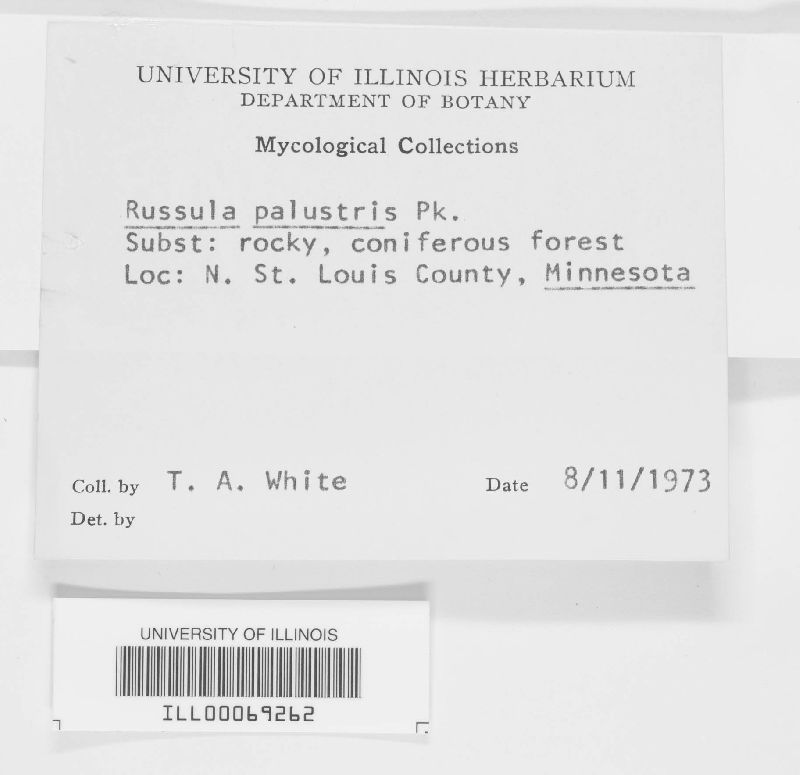 UNIVERSITY OF ILLINOIS HERBARIUM
DEPARTMENT OF BOTANY
Mycological Collections
Russula palustris Pk.
Subst: rocky, coniferous forest
Loc: N. St. Louis County, Minnesota
Coll. by T. A. White Date 8/11/1973
Det. by
UNIVERSITY OF ILLINOIS
ILL00069262